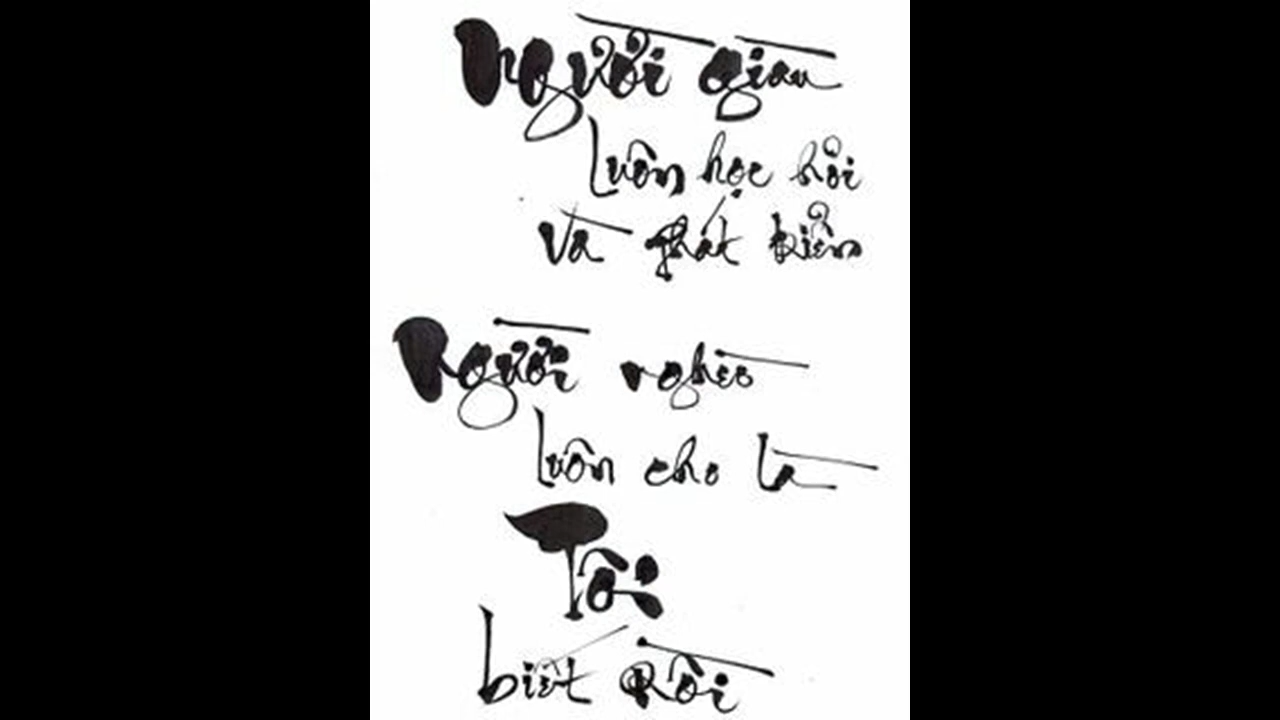 Người giàu
Luôn học hỏi
Và phát triển
Người nghèo
Luôn cho là
Tôi
biết Rồi